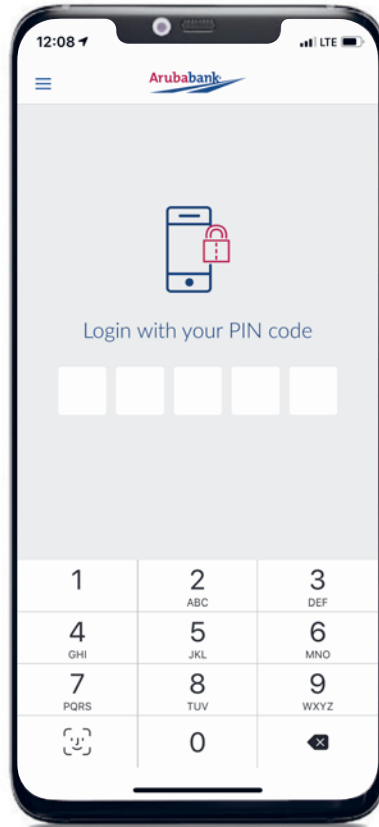 12:08 LTE
Arubabank
Login with your PIN code
1 2 3
ABC DEF
4 5 6
GHI JKL MNO
7 8 9
PQRS TUV WXYZ
0